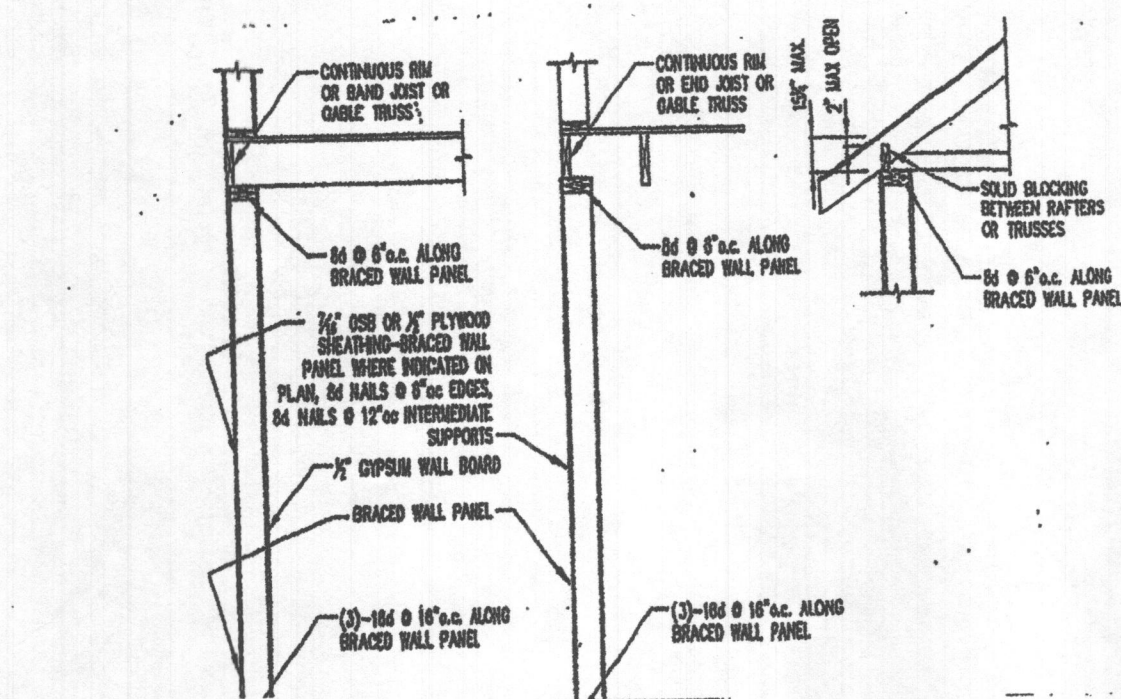 CONTINUOUS RIM
OR BAND JOIST OR
GABLE TRUSS
8d @ 6"o.c. ALONG
BRACED WALL PANEL
7/16" OSB OR ½" PLYWOOD
SHEATHING-BRACED WALL
PANEL WHERE INDICATED ON
PLAN, 8d NAILS @ 6"oc EDGES,
8d NAILS @ 12"oc INTERMEDIATE
SUPPORTS
½" GYPSUM WALL BOARD
BRACED WALL PANEL
(3)-16d @ 16"o.c. ALONG
BRACED WALL PANEL
CONTINUOUS RIM
OR END JOIST OR
GABLE TRUSS
8d @ 6"o.c. ALONG
BRACED WALL PANEL
(3)-16d @ 16"o.c. ALONG
BRACED WALL PANEL
MAX.
2" MAX OPEN
SOLID BLOCKING
BETWEEN RAFTERS
OR TRUSSES
8d @ 6"o.c. ALONG
BRACED WALL PANEL